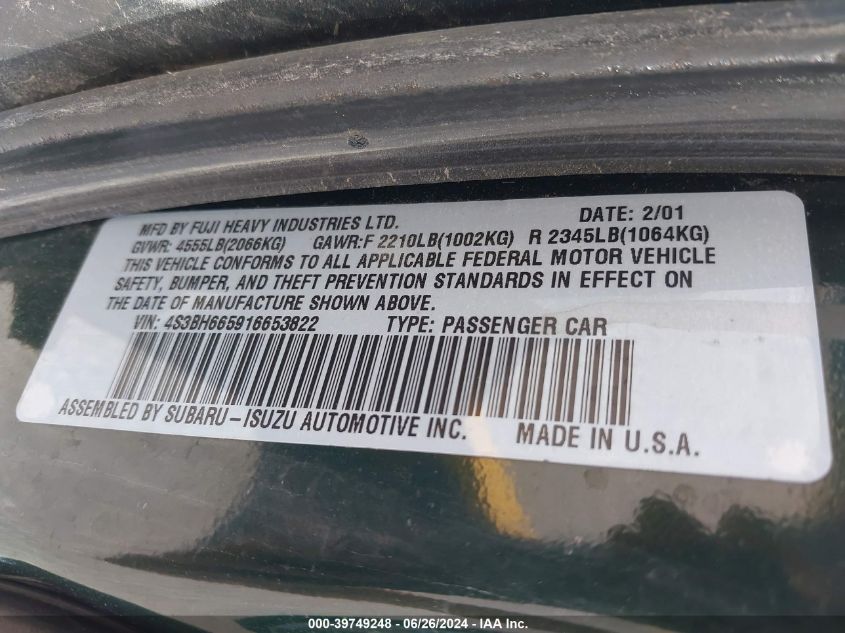 MFD BY FUJI HEAVY INDUSTRIES LTD. DATE: 2/01
GVWR: 4555LB(2066KG) GAWR:F 2210LB(1002KG) R 2345LB(1064KG)
THIS VEHICLE CONFORMS TO ALL APPLICABLE FEDERAL MOTOR VEHICLE
SAFETY, BUMPER, AND THEFT PREVENTION STANDARDS IN EFFECT ON
THE DATE OF MANUFACTURE SHOWN ABOVE.
VIN: 4S3BH665916653822 TYPE: PASSENGER CAR
ASSEMBLED BY SUBARU-ISUZU AUTOMOTIVE INC. MADE IN U.S.A.
000-39749248 - 06/26/2024 - IAA, Inc.